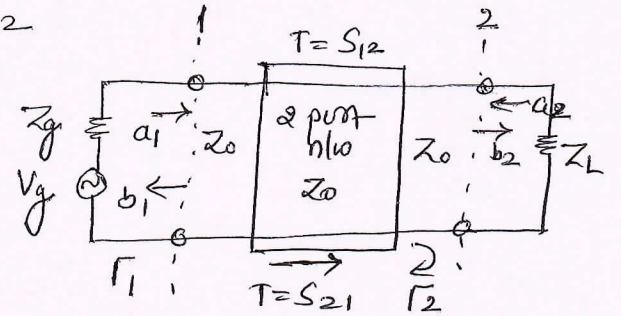 2
1
2
T = S12
Zg
a1
Z0
2 port
n/w
Z0
Z0
a2
b2
ZL
Vg
b1
Γ1
T = S21
Γ2